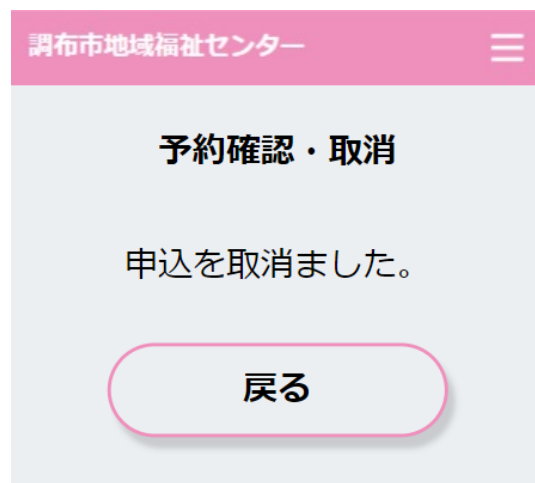 調布市地域福祉センター
予約確認・取消
申込を取消ました。
戻る